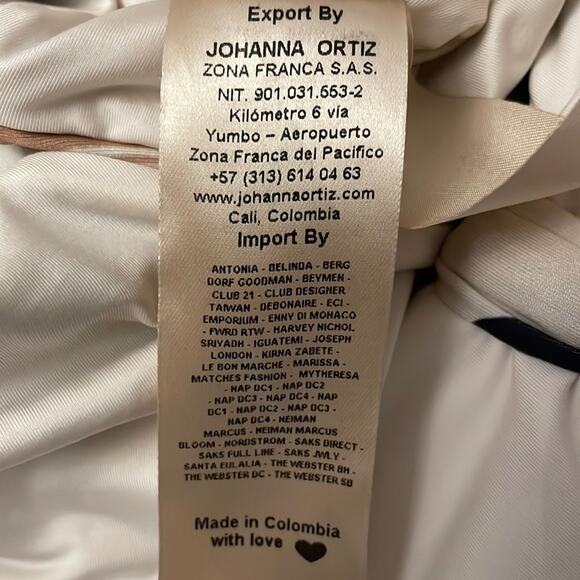 Export By
JOHANNA ORTIZ
ZONA FRANCA S.A.S.
NIT. 901.031.553-2
Kilómetro 6 vía
Yumbo - Aeropuerto
Zona Franca del Pacifico
+57 (313) 614 04 63
www.johannaortiz.com
Cali, Colombia
Import By
ANTONIA - BELINDA - BERG
DORF GOODMAN - BEYMEN -
CLUB 21 - CLUB DESIGNER
TAIWAN - DEBONAIRE - ECI -
EMPORIUM - ENNY DI MONACO
- FWRD RTW - HARVEY NICHOL
SRIYADH - IGUATEMI - JOSEPH
LONDON - KIRNA ZABETE -
LE BON MARCHE - MARISSA -
MATCHES FASHION - MYTHERESA
- NAP DC1 - NAP DC2
- NAP DC3 - NAP DC4 - NAP
DC1 - NAP DC2 - NAP DC3 -
NAP DC4 - NEIMAN
MARCUS - NEIMAN MARCUS
BLOOM - NORDSTROM - SAKS DIRECT -
SAKS FULL LINE - SAKS JWLY -
SANTA EULALIA - THE WEBSTER BH -
THE WEBSTER DC - THE WEBSTER SB
Made in Colombia
with love